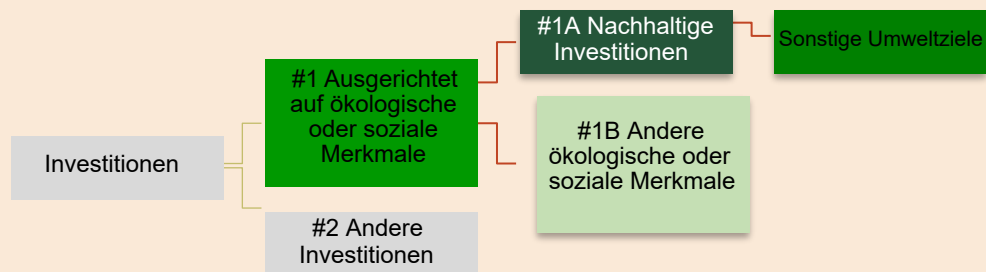 Investitionen
#1 Ausgerichtet
auf ökologische
oder soziale
Merkmale
#2 Andere
Investitionen
#1A Nachhaltige
Investitionen
#1B Andere
ökologische oder
soziale Merkmale
Sonstige Umweltziele